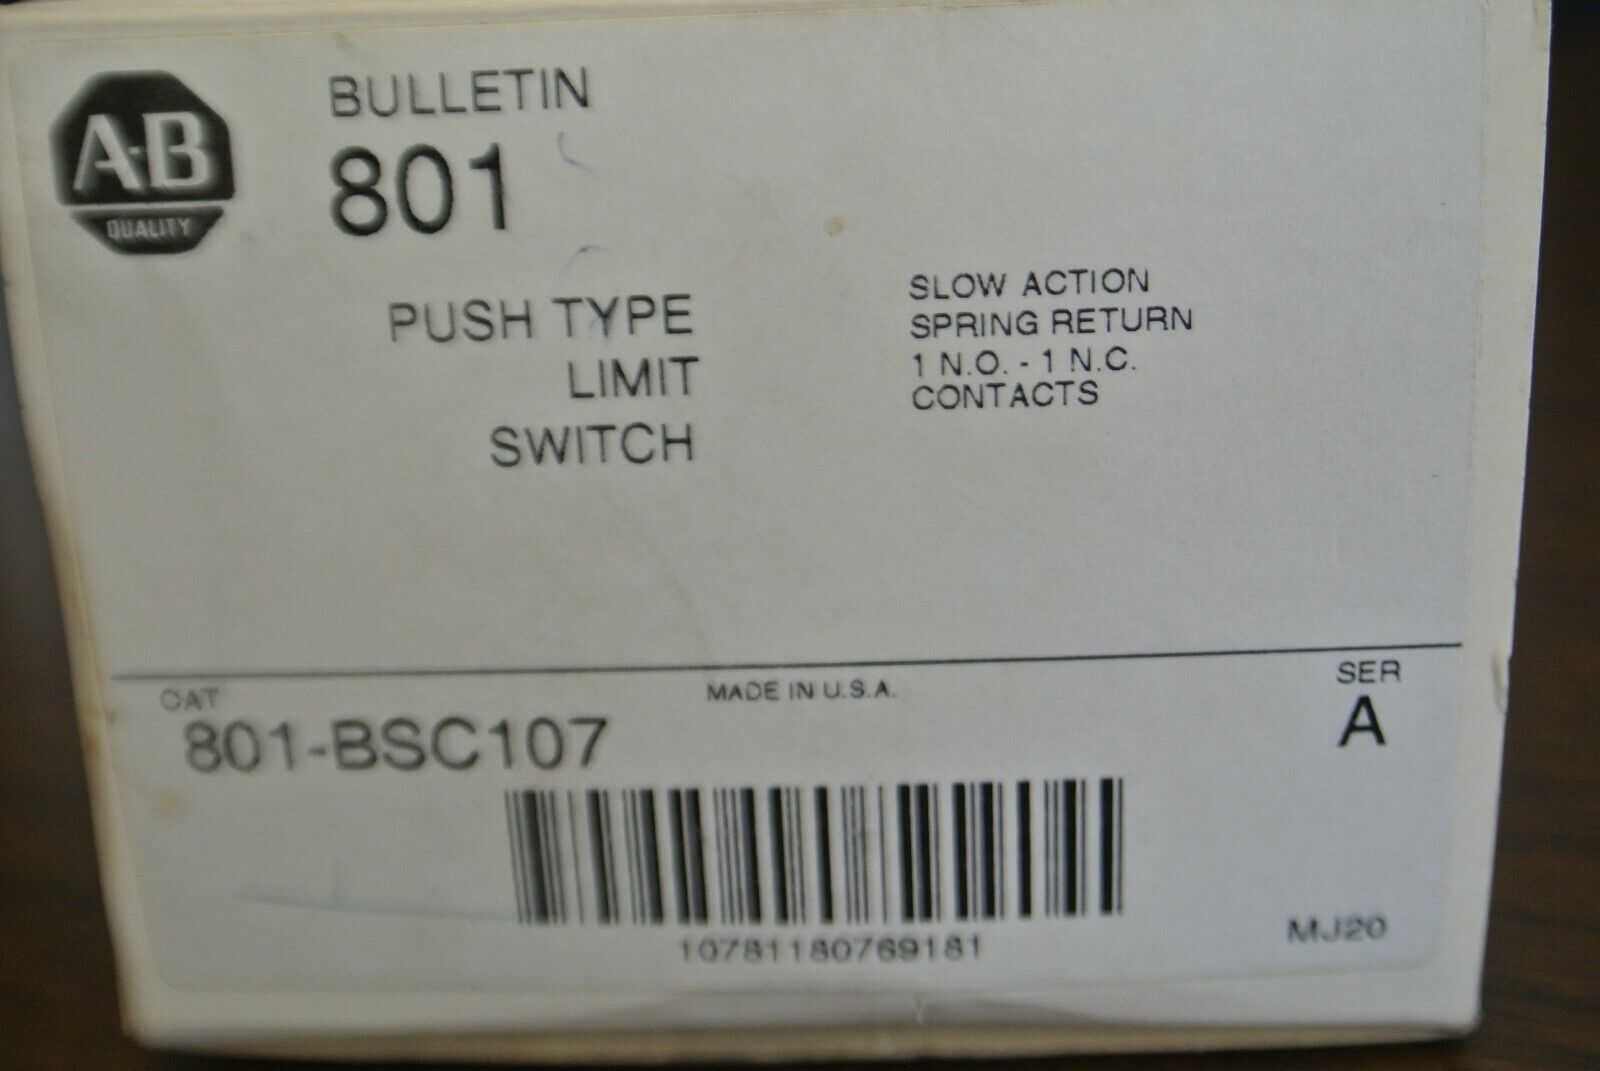 A-B
QUALITY
BULLETIN
801
PUSH TYPE
LIMIT
SWITCH
SLOW ACTION
SPRING RETURN
1 N.O. - 1 N.C.
CONTACTS
CAT
801-BSC107
MADE IN U.S.A.
SER
A
10781180769181
MJ20